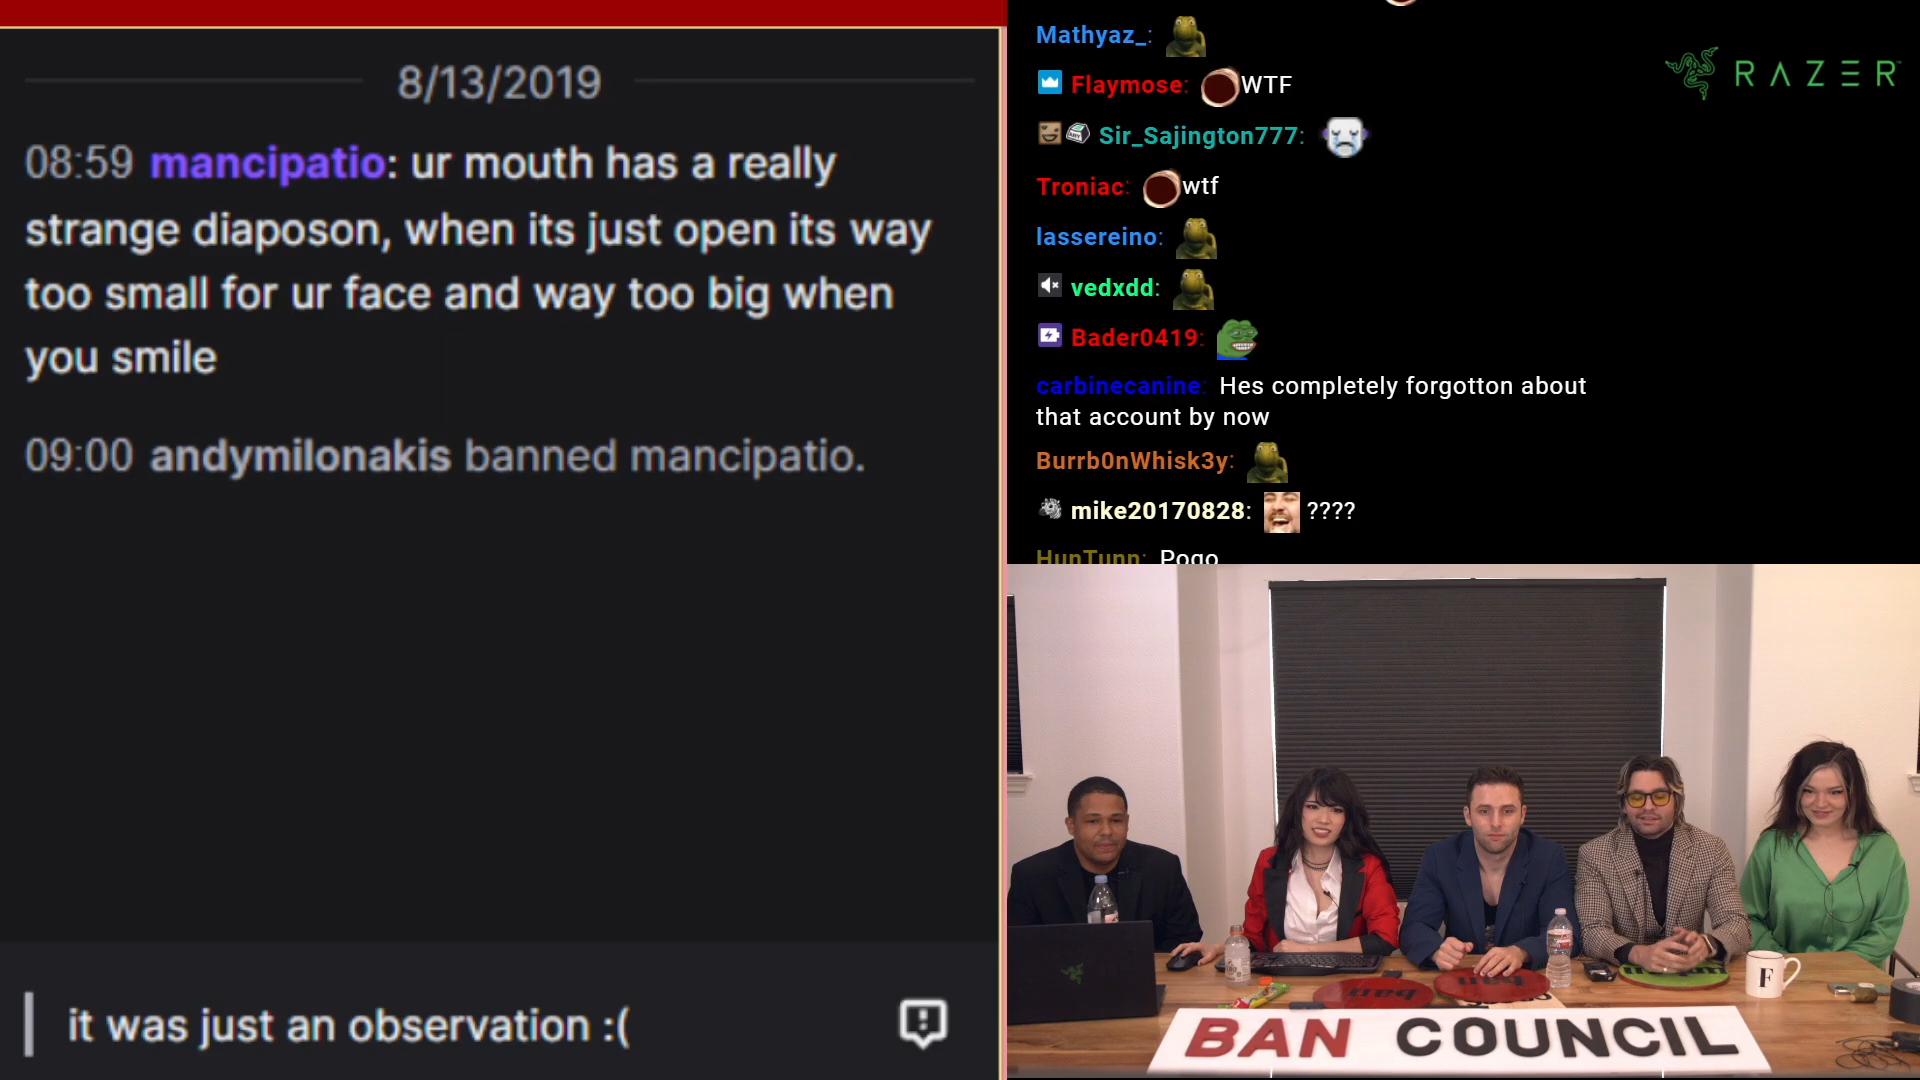 8/13/2019
08:59 mancipatio: ur mouth has a really
strange diaposon, when its just open its way
too small for ur face and way too big when
you smile
09:00 andymilonakis banned mancipatio.
it was just an observation :(
Mathyaz_:
Flaymose: WTF
Sir_Sajington777:
Troniac: wtf
lassereino:
vedxdd:
Bader0419:
carbinecanine: Hes completely forgotton about
that account by now
Burrb0nWhisk3y:
mike20170828: ????
HunTunn: Pogo
RAZER
F
BAN COUNCIL